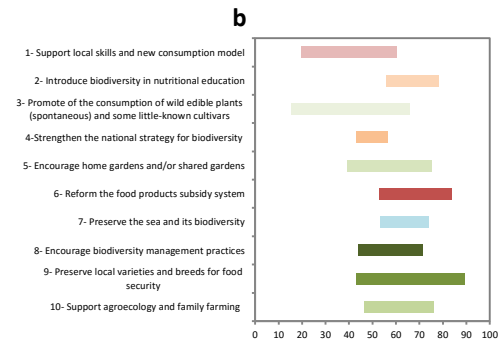 b
1- Support local skills and new consumption model
2- Introduce biodiversity in nutritional education
3- Promote of the consumption of wild edible plants
(spontaneous) and some little-known cultivars
4-Strengthen the national strategy for biodiversity
5- Encourage home gardens and/or shared gardens
6- Reform the food products subsidy system
7- Preserve the sea and its biodiversity
8- Encourage biodiversity management practices
9- Preserve local varieties and breeds for food
security
10- Support agroecology and family farming
0 10 20 30 40 50 60 70 80 90 100